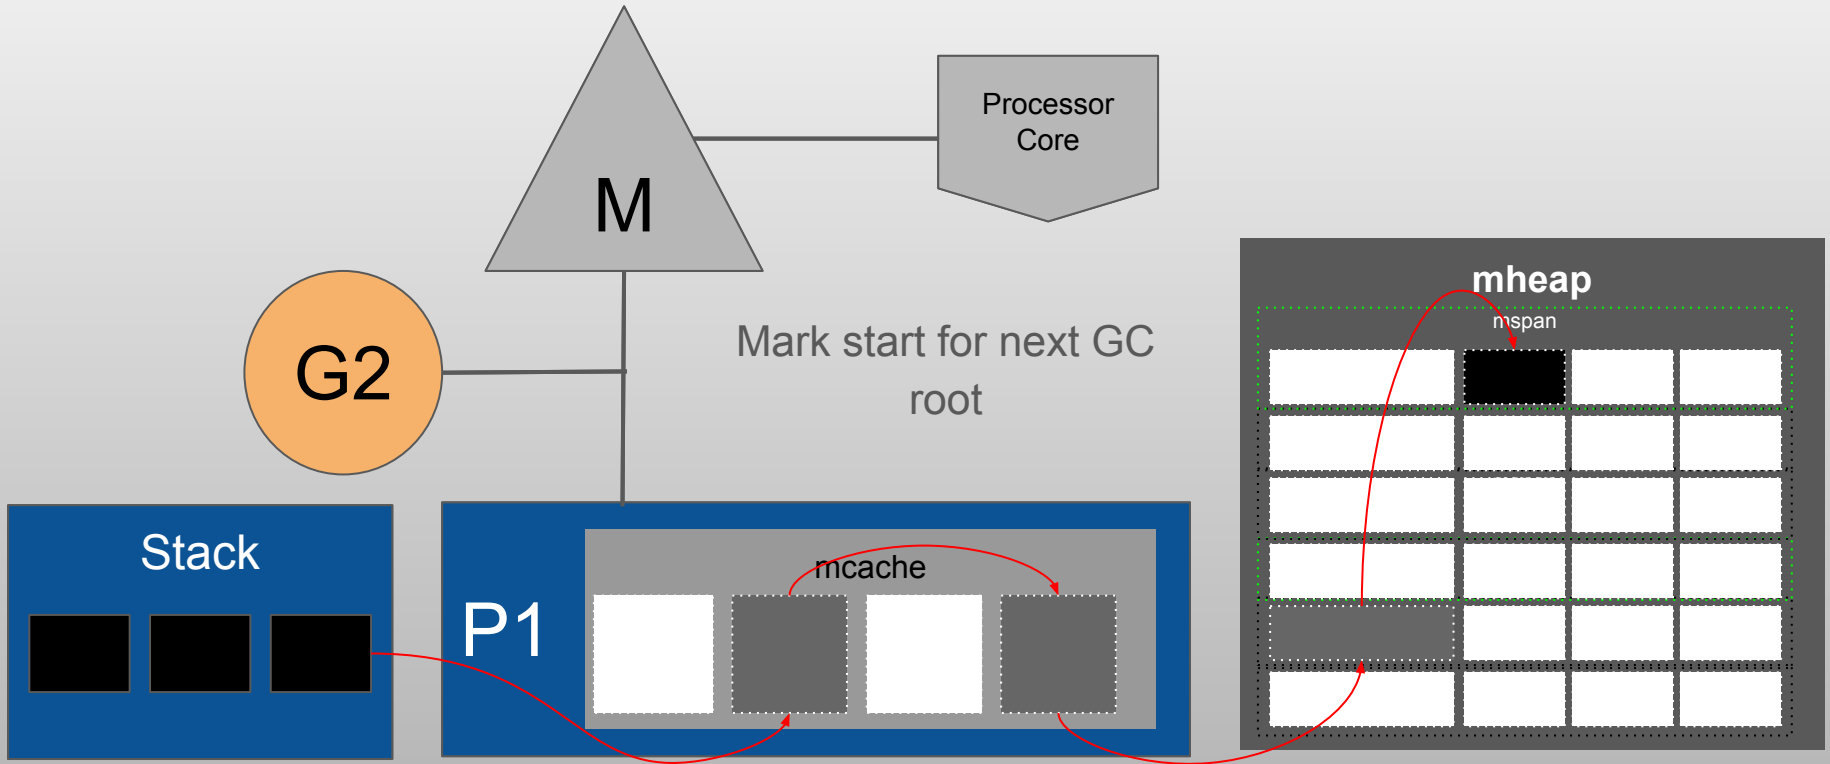 Processor
Core
M
mheap
mspan
G2
Mark start for next GC
root
Stack
mcache
P1